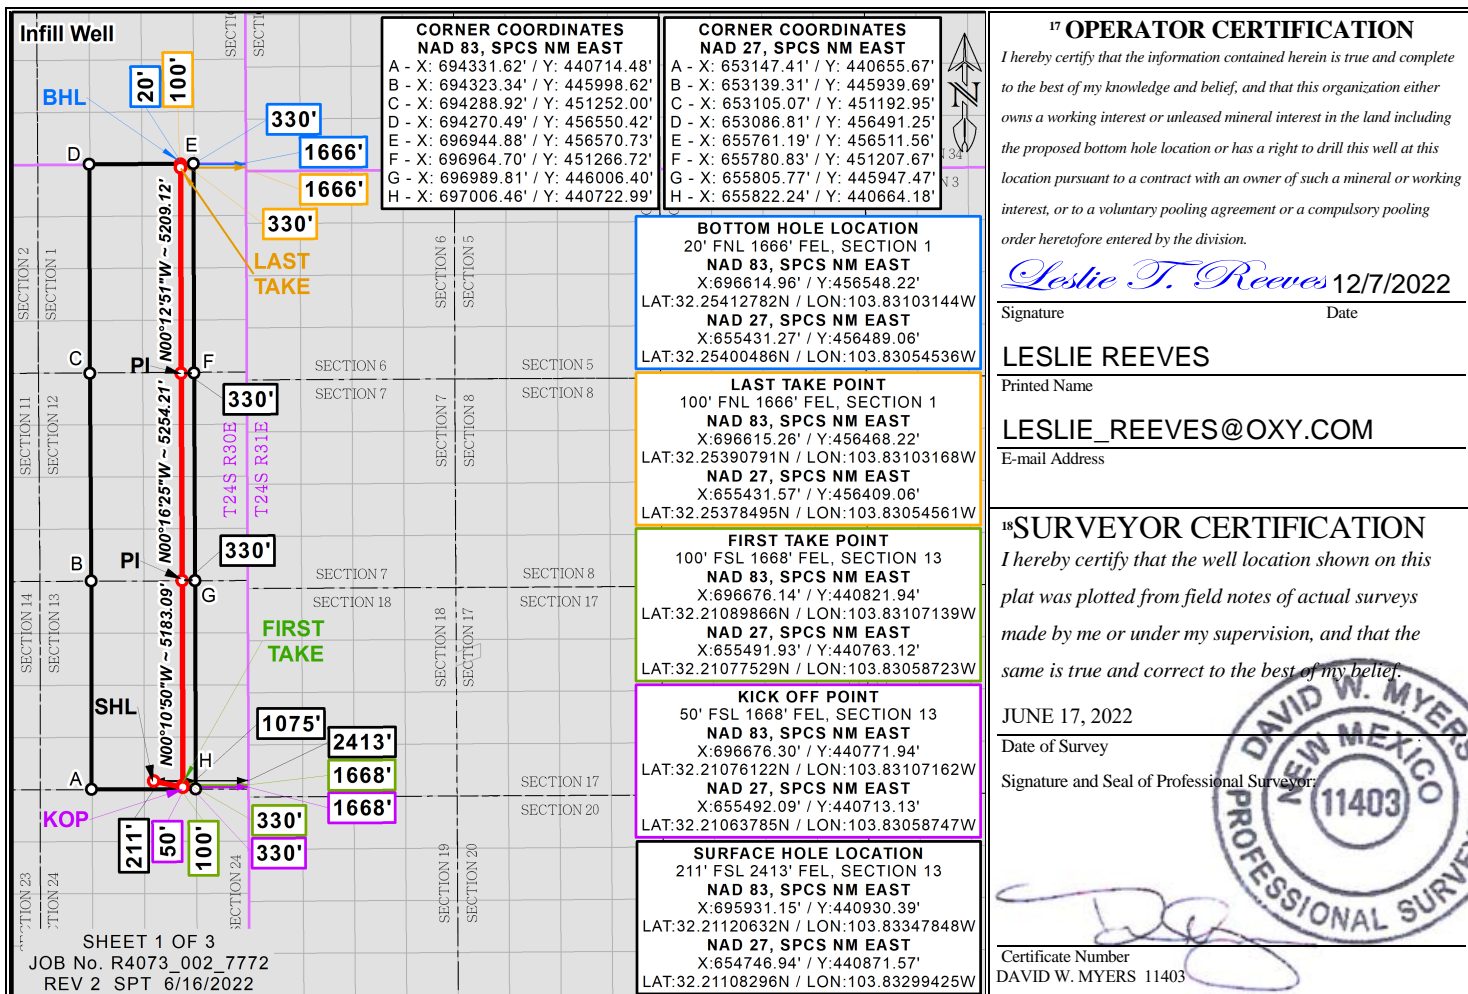 Infill Well
SECTION
SECTION
CORNER COORDINATES
NAD 83, SPCS NM EAST
A - X: 694331.62' / Y: 440714.48'
B - X: 694323.34' / Y: 445998.62'
C - X: 694288.92' / Y: 451252.00'
D - X: 694270.49' / Y: 456550.42'
E - X: 696944.88' / Y: 456570.73'
F - X: 696964.70' / Y: 451266.72'
G - X: 696989.81' / Y: 446006.40'
H - X: 697006.46' / Y: 440722.99'
CORNER COORDINATES
NAD 27, SPCS NM EAST
A - X: 653147.41' / Y: 440655.67'
B - X: 653139.31' / Y: 445939.69'
C - X: 653105.07' / Y: 451192.95'
D - X: 653086.81' / Y: 456491.25'
E - X: 655761.19' / Y: 456511.56'
F - X: 655780.83' / Y: 451207.67'
G - X: 655805.77' / Y: 445947.47'
H - X: 655822.24' / Y: 440664.18'
N
34
N 3
BHL
20'
100'
330'
1666'
1666'
330'
D
E
LAST
TAKE
N00°12'51"W ~ 5209.12'
SECTION 2
SECTION 1
SECTION 6
SECTION 5
C
PI
F
SECTION 6
SECTION 5
330'
SECTION 7
SECTION 8
SECTION 11
SECTION 12
N00°16'25"W ~ 5254.21'
T24S R30E
T24S R31E
SECTION 7
SECTION 8
330'
B
PI
G
SECTION 7
SECTION 8
SECTION 18
SECTION 17
SECTION 14
SECTION 13
N00°10'50"W ~ 5183.09'
FIRST
TAKE
SECTION 18
SECTION 17
SHL
1075'
2413'
H
1668'
A
SECTION 17
1668'
SECTION 20
KOP
330'
330'
211'
50'
100'
SECTION 23
CTION 24
ECTION 24
SECTION 19
SECTION 20
SHEET 1 OF 3
JOB No. R4073_002_7772
REV 2 SPT 6/16/2022
BOTTOM HOLE LOCATION
20' FNL 1666' FEL, SECTION 1
NAD 83, SPCS NM EAST
X:696614.96' / Y:456548.22'
LAT:32.25412782N / LON:103.83103144W
NAD 27, SPCS NM EAST
X:655431.27' / Y:456489.06'
LAT:32.25400486N / LON:103.83054536W
LAST TAKE POINT
100' FNL 1666' FEL, SECTION 1
NAD 83, SPCS NM EAST
X:696615.26' / Y:456468.22'
LAT:32.25390791N / LON:103.83103168W
NAD 27, SPCS NM EAST
X:655431.57' / Y:456409.06'
LAT:32.25378495N / LON:103.83054561W
FIRST TAKE POINT
100' FSL 1668' FEL, SECTION 13
NAD 83, SPCS NM EAST
X:696676.14' / Y:440821.94'
LAT:32.21089866N / LON:103.83107139W
NAD 27, SPCS NM EAST
X:655491.93' / Y:440763.12'
LAT:32.21077529N / LON:103.83058723W
KICK OFF POINT
50' FSL 1668' FEL, SECTION 13
NAD 83, SPCS NM EAST
X:696676.30' / Y:440771.94'
LAT:32.21076122N / LON:103.83107162W
NAD 27, SPCS NM EAST
X:655492.09' / Y:440713.13'
LAT:32.21063785N / LON:103.83058747W
SURFACE HOLE LOCATION
211' FSL 2413' FEL, SECTION 13
NAD 83, SPCS NM EAST
X:695931.15' / Y:440930.39'
LAT:32.21120632N / LON:103.83347848W
NAD 27, SPCS NM EAST
X:654746.94' / Y:440871.57'
LAT:32.21108296N / LON:103.83299425W
17 OPERATOR CERTIFICATION
I hereby certify that the information contained herein is true and complete
to the best of my knowledge and belief, and that this organization either
owns a working interest or unleased mineral interest in the land including
the proposed bottom hole location or has a right to drill this well at this
location pursuant to a contract with an owner of such a mineral or working
interest, or to a voluntary pooling agreement or a compulsory pooling
order heretofore entered by the division.
Leslie T. Reeves 12/7/2022
Signature Date
LESLIE REEVES
Printed Name
LESLIE_REEVES@OXY.COM
E-mail Address
18 SURVEYOR CERTIFICATION
I hereby certify that the well location shown on this
plat was plotted from field notes of actual surveys
made by me or under my supervision, and that the
same is true and correct to the best of my belief.
JUNE 17, 2022
Date of Survey
Signature and Seal of Professional Surveyor:
DAVID W. MYERS
NEW MEXICO
11403
PROFESSIONAL SURVEY
Certificate Number
DAVID W. MYERS 11403